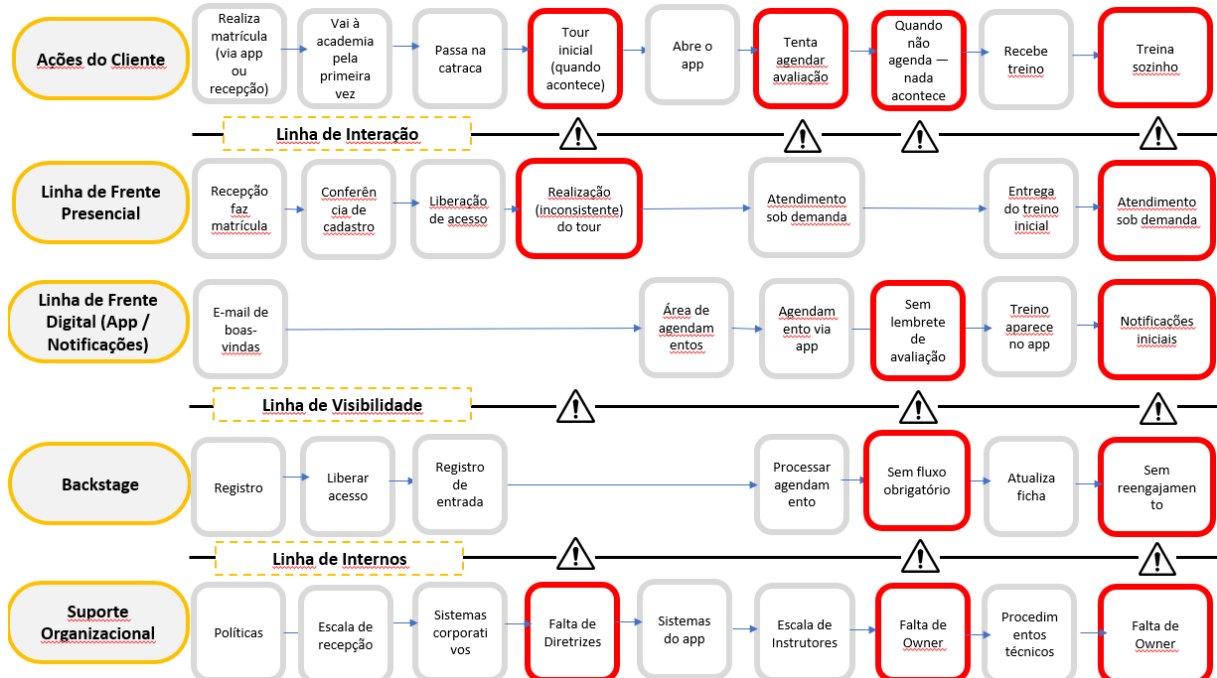 Ações do Cliente
Realiza
matrícula
(via app
ou
recepção)
Vai à
academia
pela
primeira
vez
Passa na
catraca
Tour
inicial
(quando
acontece)
Abre o
app
Tenta
agendar
avaliação
Quando
não
agenda —
nada
acontece
Recebe
treino
Treina
sozinho
Linha de Interação
Linha de Frente
Presencial
Recepção
faz
matrícula
Conferên
cia de
cadastro
Liberação
de acesso
Realização
(inconsistente)
do tour
Atendimento
sob demanda
Entrega
do treino
inicial
Atendimento
sob demanda
Linha de Frente
Digital (App /
Notificações)
E-mail de
boas-
vindas
Área de
agendam
entos
Agendam
ento via
app
Sem
lembrete
de
avaliação
Treino
aparece
no app
Notificações
iniciais
Linha de Visibilidade
Backstage
Registro
Liberar
acesso
Registro
de
entrada
Processar
agendam
ento
Sem fluxo
obrigatório
Atualiza
ficha
Sem
reengajame
nto
Linha de Internos
Suporte
Organizacional
Políticas
Escala de
recepção
Sistemas
corporati
vos
Falta de
Diretrizes
Sistemas
do app
Escala de
Instrutores
Falta de
Owner
Procedim
entos
técnicos
Falta de
Owner